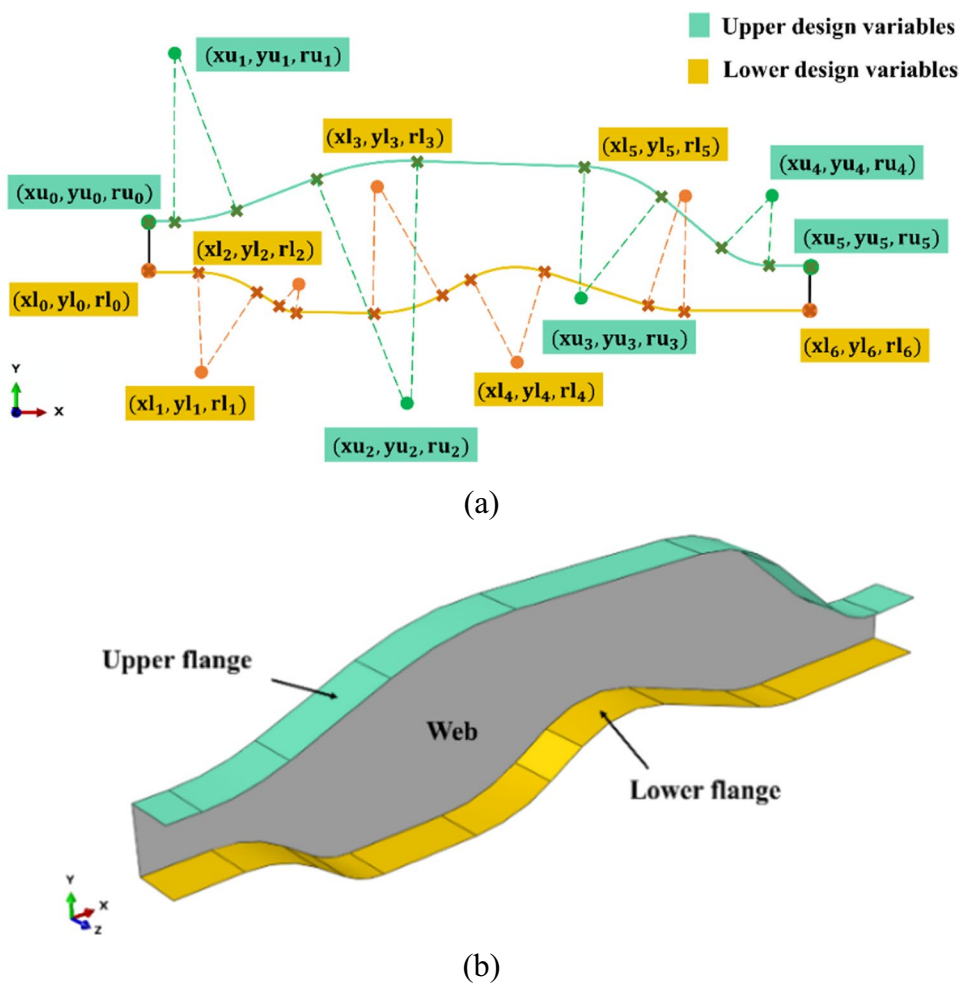 Upper design variables
Lower design variables
(xu₁, yu₁, ru₁)
(xl₃, yl₃, rl₃)
(xl₅, yl₅, rl₅)
(xu₄, yu₄, ru₄)
(xu₀, yu₀, ru₀)
(xu₅, yu₅, ru₅)
(xl₂, yl₂, rl₂)
(xl₀, yl₀, rl₀)
(xu₃, yu₃, ru₃)
(xl₆, yl₆, rl₆)
(xl₁, yl₁, rl₁)
(xl₄, yl₄, rl₄)
(xu₂, yu₂, ru₂)
Y
X
(a)
Upper flange
Web
Lower flange
Y
X
Z
(b)